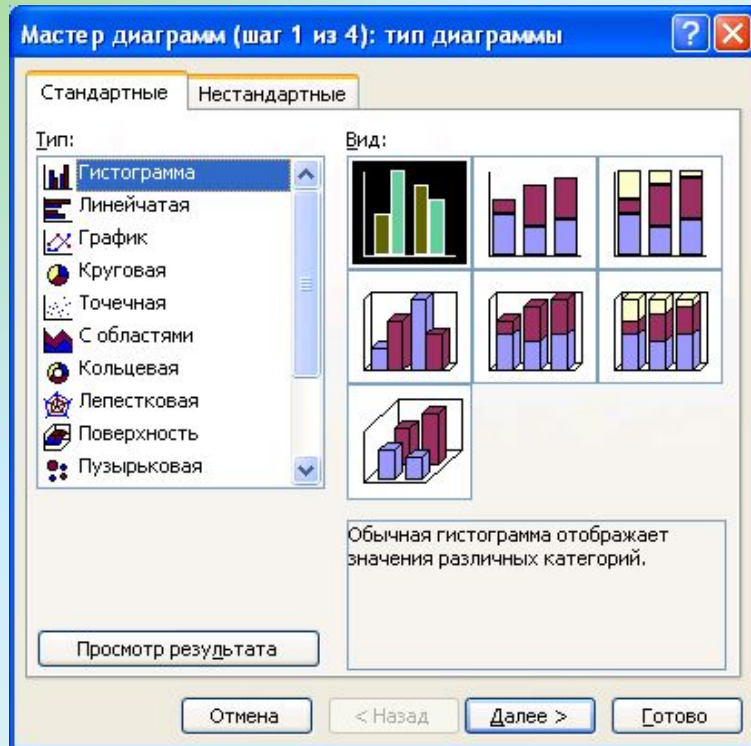 Мастер диаграмм (шаг 1 из 4): тип диаграммы
Стандартные
Нестандартные
Тип:
Гистограмма
Линейчатая
График
Круговая
Точечная
С областями
Кольцевая
Лепестковая
Поверхность
Пузырьковая
Вид:
Обычная гистограмма отображает
значения различных категорий.
Просмотр результата
Отмена
< Назад
Далее >
Готово